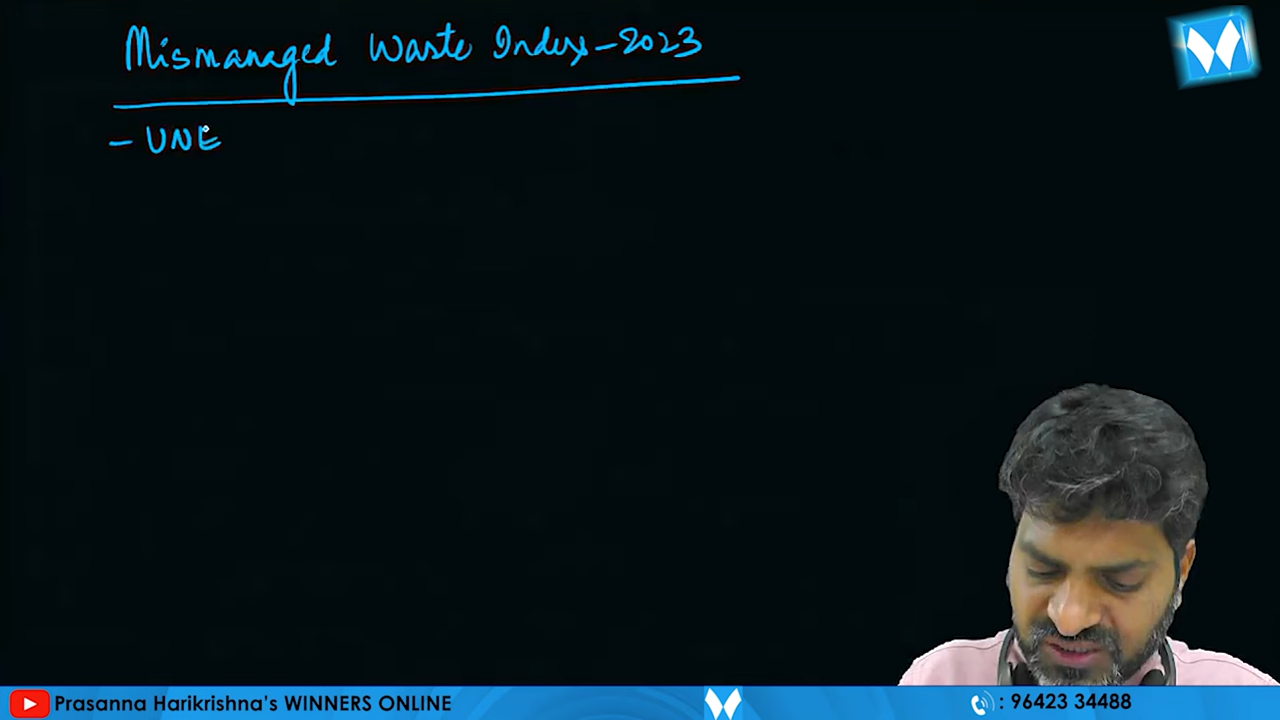 Mismanaged Waste Index-2023
- UNE
Prasanna Harikrishna's WINNERS ONLINE
: 96423 34488